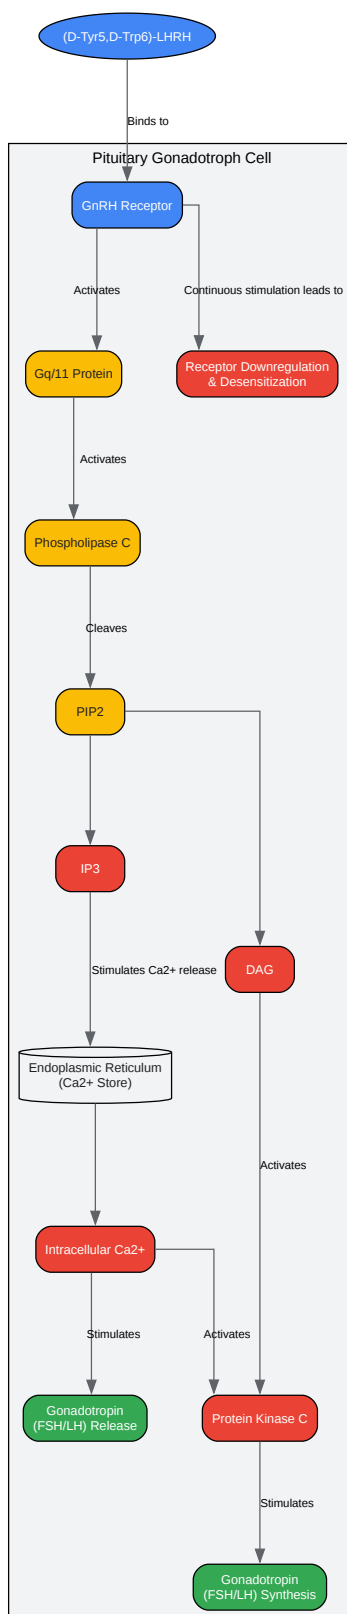 (D-Tyr5,D-Trp6)-LHRH
Binds to
Pituitary Gonadotroph Cell
GnRH Receptor
Activates
Continuous stimulation leads to
Gq/11 Protein
Receptor Downregulation
& Desensitization
Activates
Phospholipase C
Cleaves
PIP2
IP3
Stimulates Ca2+ release
DAG
Endoplasmic Reticulum
(Ca2+ Store)
Activates
Intracellular Ca2+
Stimulates
Activates
Gonadotropin
(FSH/LH) Release
Protein Kinase C
Stimulates
Gonadotropin
(FSH/LH) Synthesis